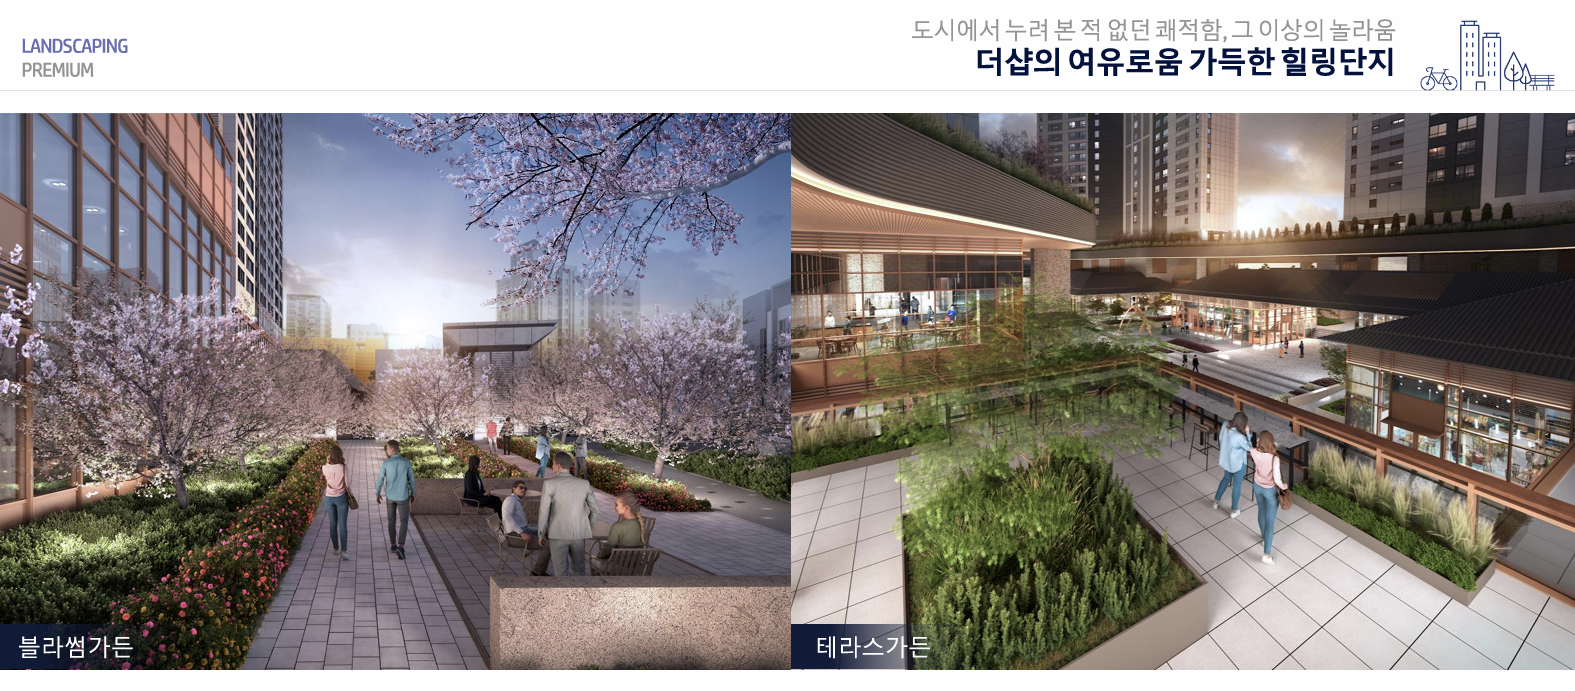 LANDSCAPING
PREMIUM
도시에서 누려 본 적 없던 쾌적함, 그 이상의 놀라움
더샵의 여유로움 가득한 힐링단지
블라썸가든
테라스가든